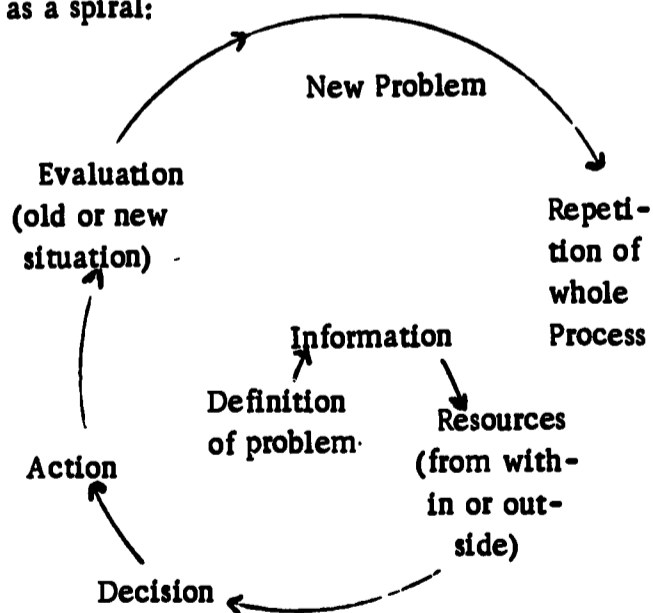 as a spiral:
New Problem
Evaluation
(old or new
situation)
Repeti-
tion of
whole
Process
Information
Definition
of problem
Resources
(from with-
in or out-
side)
Action
Decision